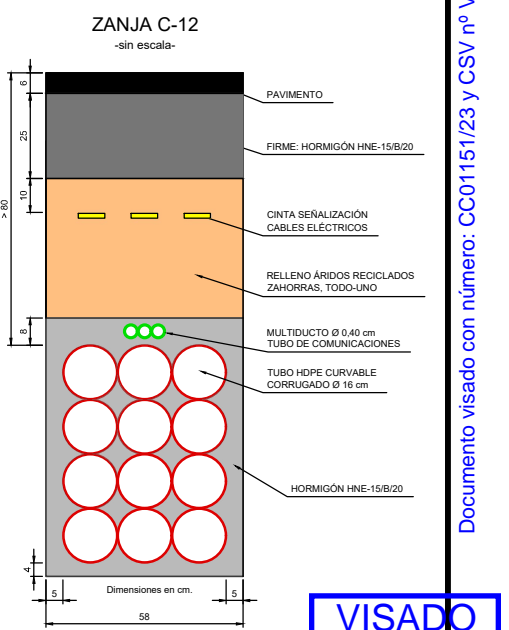 ZANJA C-12
-sin escala-
6
25
10
> 80
8
4
PAVIMENTO
FIRME: HORMIGÓN HNE-15/B/20
CINTA SEÑALIZACIÓN
CABLES ELÉCTRICOS
RELLENO ÁRIDOS RECICLADOS
ZAHORRAS, TODO-UNO
MULTIDUCTO Ø 0,40 cm
TUBO DE COMUNICACIONES
TUBO HDPE CURVABLE
CORRUGADO Ø 16 cm
HORMIGÓN HNE-15/B/20
5
Dimensiones en cm.
5
58
Documento visado con número: CC01151/23 y CSV nº
VISADO